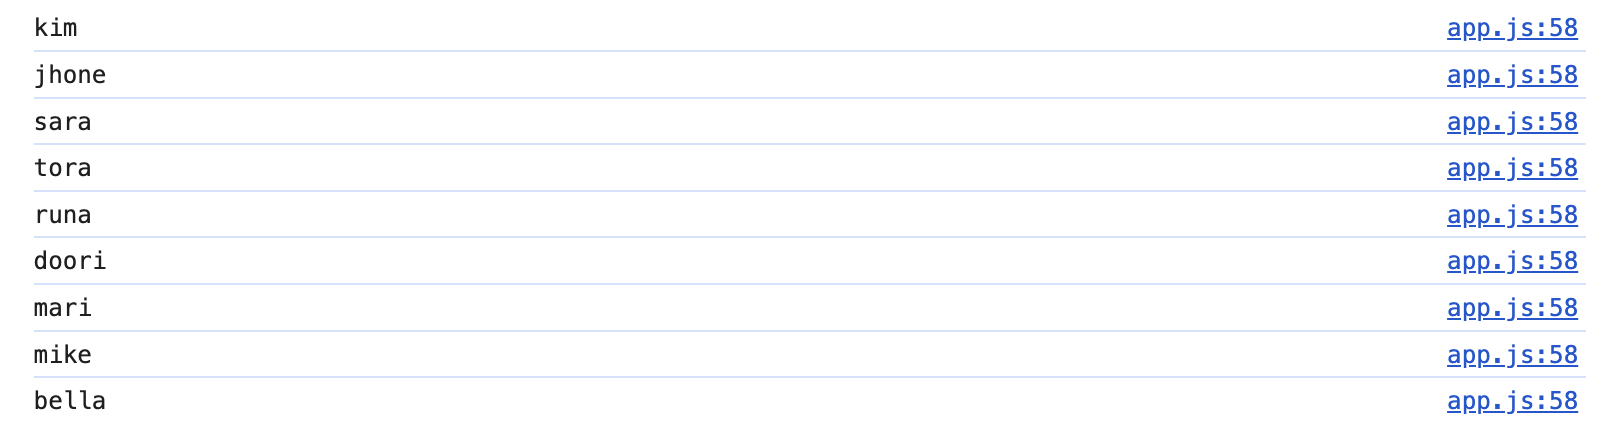 kim app.js:58
jhone app.js:58
sara app.js:58
tora app.js:58
runa app.js:58
doori app.js:58
mari app.js:58
mike app.js:58
bella app.js:58